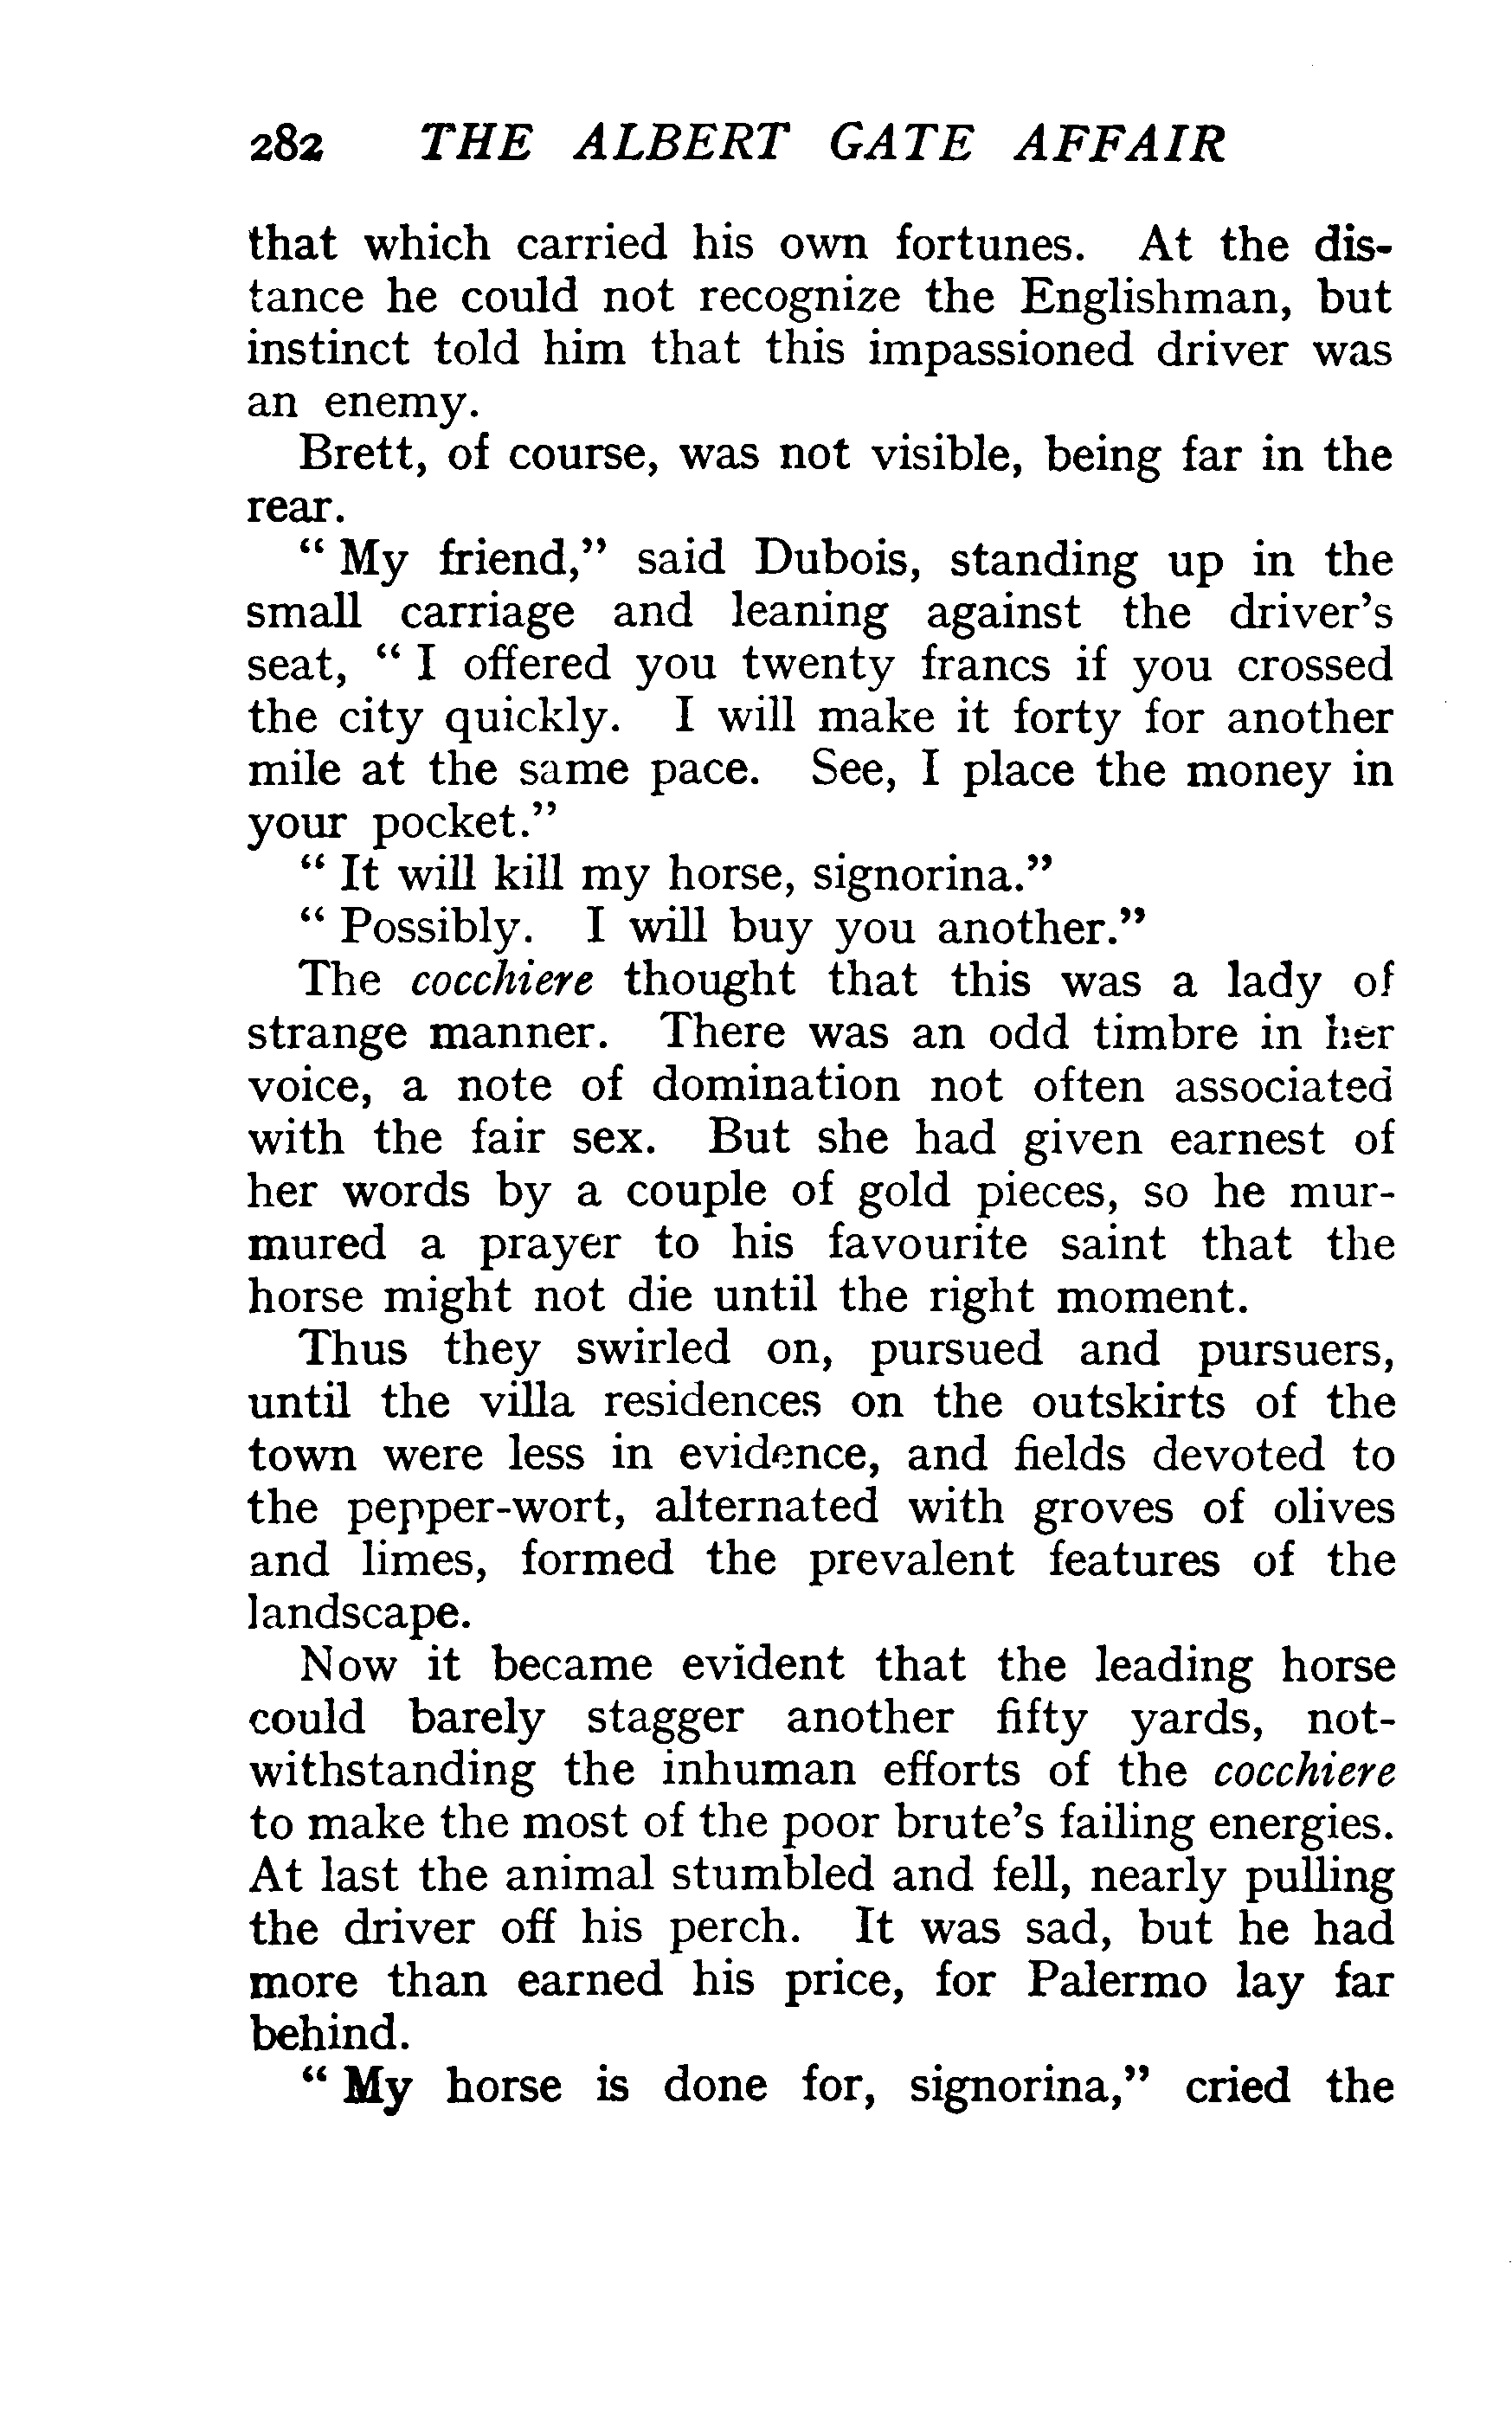 282 THE ALBERT GATE AFFAIR
that which carried his own fortunes. At the dis-
tance he could not recognize the Englishman, but
instinct told him that this impassioned driver was
an enemy.
Brett, of course, was not visible, being far in the
rear.
“ My friend,” said Dubois, standing up in the
small carriage and leaning against the driver’s
seat, “ I offered you twenty francs if you crossed
the city quickly. I will make it forty for another
mile at the same pace. See, I place the money in
your pocket.”
“ It will kill my horse, signorina.”
“ Possibly. I will buy you another.”
The cocchiere thought that this was a lady of
strange manner. There was an odd timbre in her
voice, a note of domination not often associated
with the fair sex. But she had given earnest of
her words by a couple of gold pieces, so he mur-
mured a prayer to his favourite saint that the
horse might not die until the right moment.
Thus they swirled on, pursued and pursuers,
until the villa residences on the outskirts of the
town were less in evidence, and fields devoted to
the pepper-wort, alternated with groves of olives
and limes, formed the prevalent features of the
landscape.
Now it became evident that the leading horse
could barely stagger another fifty yards, not-
withstanding the inhuman efforts of the cocchiere
to make the most of the poor brute’s failing energies.
At last the animal stumbled and fell, nearly pulling
the driver off his perch. It was sad, but he had
more than earned his price, for Palermo lay far
behind.
“ My horse is done for, signorina,” cried the